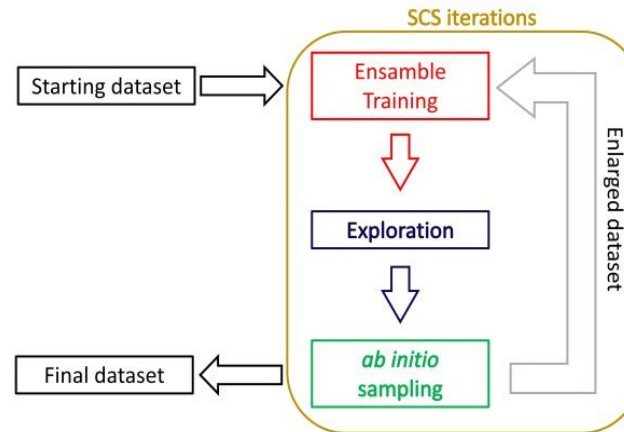 SCS iterations
Starting dataset
Ensamble
Training
Exploration
Enlarged dataset
ab initio
sampling
Final dataset